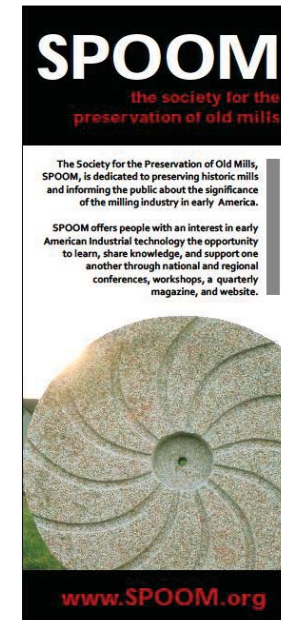 SPOOM
the society for the
preservation of old mills
The Society for the Preservation of Old Mills,
SPOOM, is dedicated to preserving historic mills
and informing the public about the significance
of the milling industry in early America.
SPOOM offers people with an interest in early
American Industrial technology the opportunity
to learn, share knowledge, and support one
another through national and regional
conferences, workshops, a quarterly
magazine, and website.
www.SPOOM.org